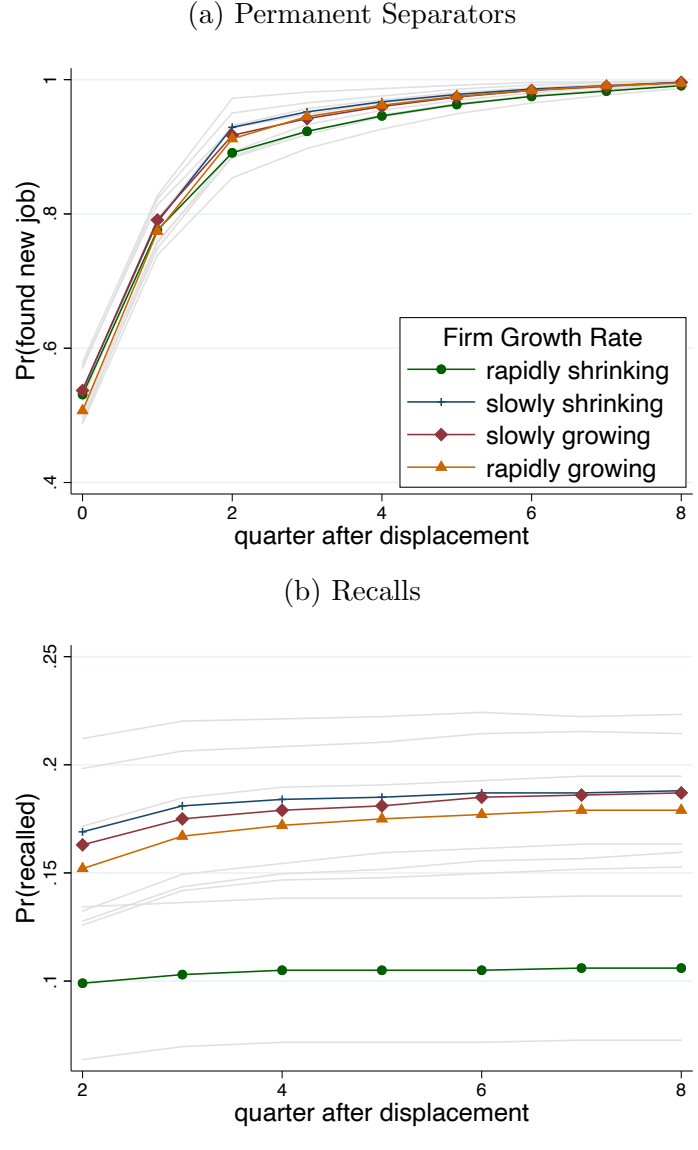 (a) Permanent Separators
1
.8
.6
.4
Pr(found new job)
Firm Growth Rate
rapidly shrinking
slowly shrinking
slowly growing
rapidly growing
0 2 4 6 8
quarter after displacement
(b) Recalls
.25
.2
.15
.1
Pr(recalled)
2 4 6 8
quarter after displacement